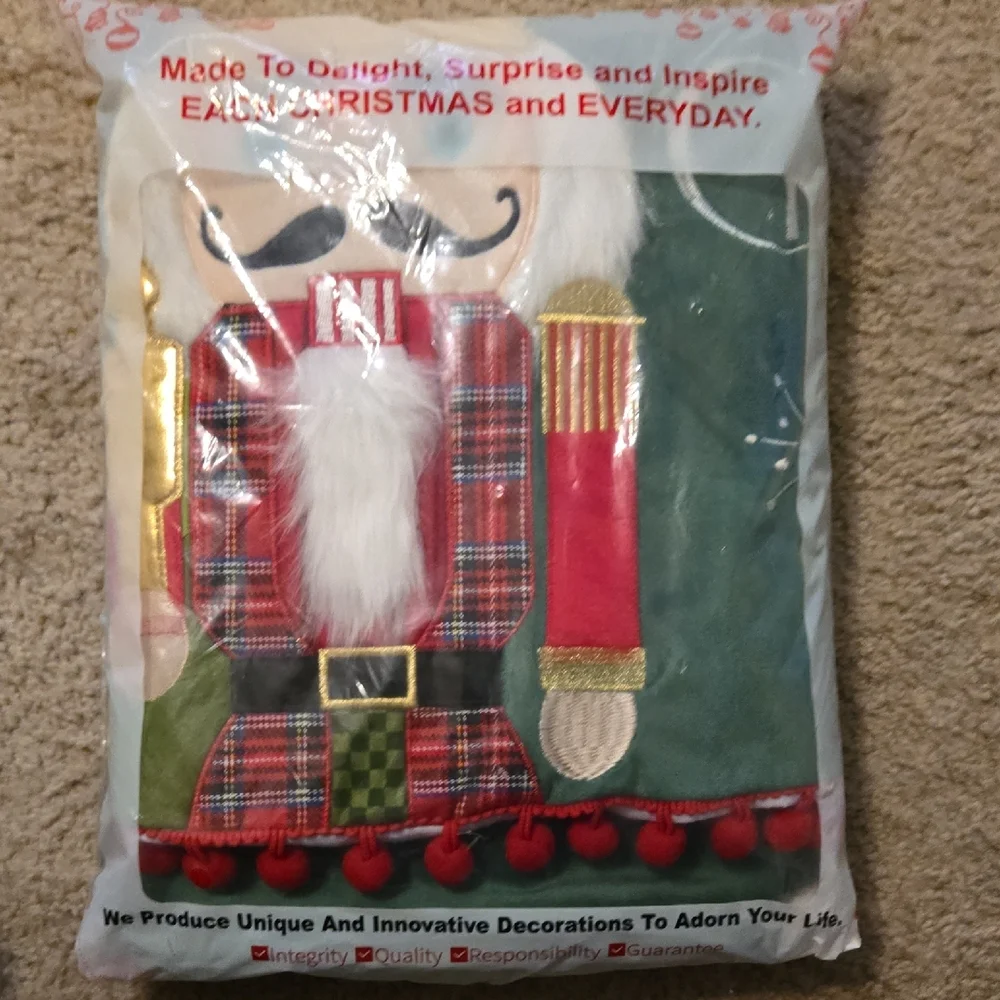 Made To Delight, Surprise and Inspire
EACH CHRISTMAS and EVERYDAY.
We Produce Unique And Innovative Decorations To Adorn Your Life.
Integrity Quality Responsibility Guarantee